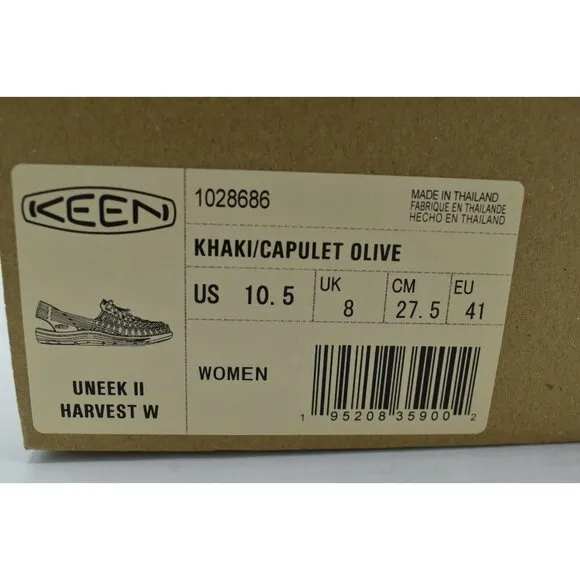 KEEN
1028686
MADE IN THAILAND
FABRIQUE EN THAILANDE
HECHO EN THAILAND
KHAKI/CAPULET OLIVE
US 10.5
UK 8
CM 27.5
EU 41
UNEEK II
HARVEST W
WOMEN
1 95208 35900 2